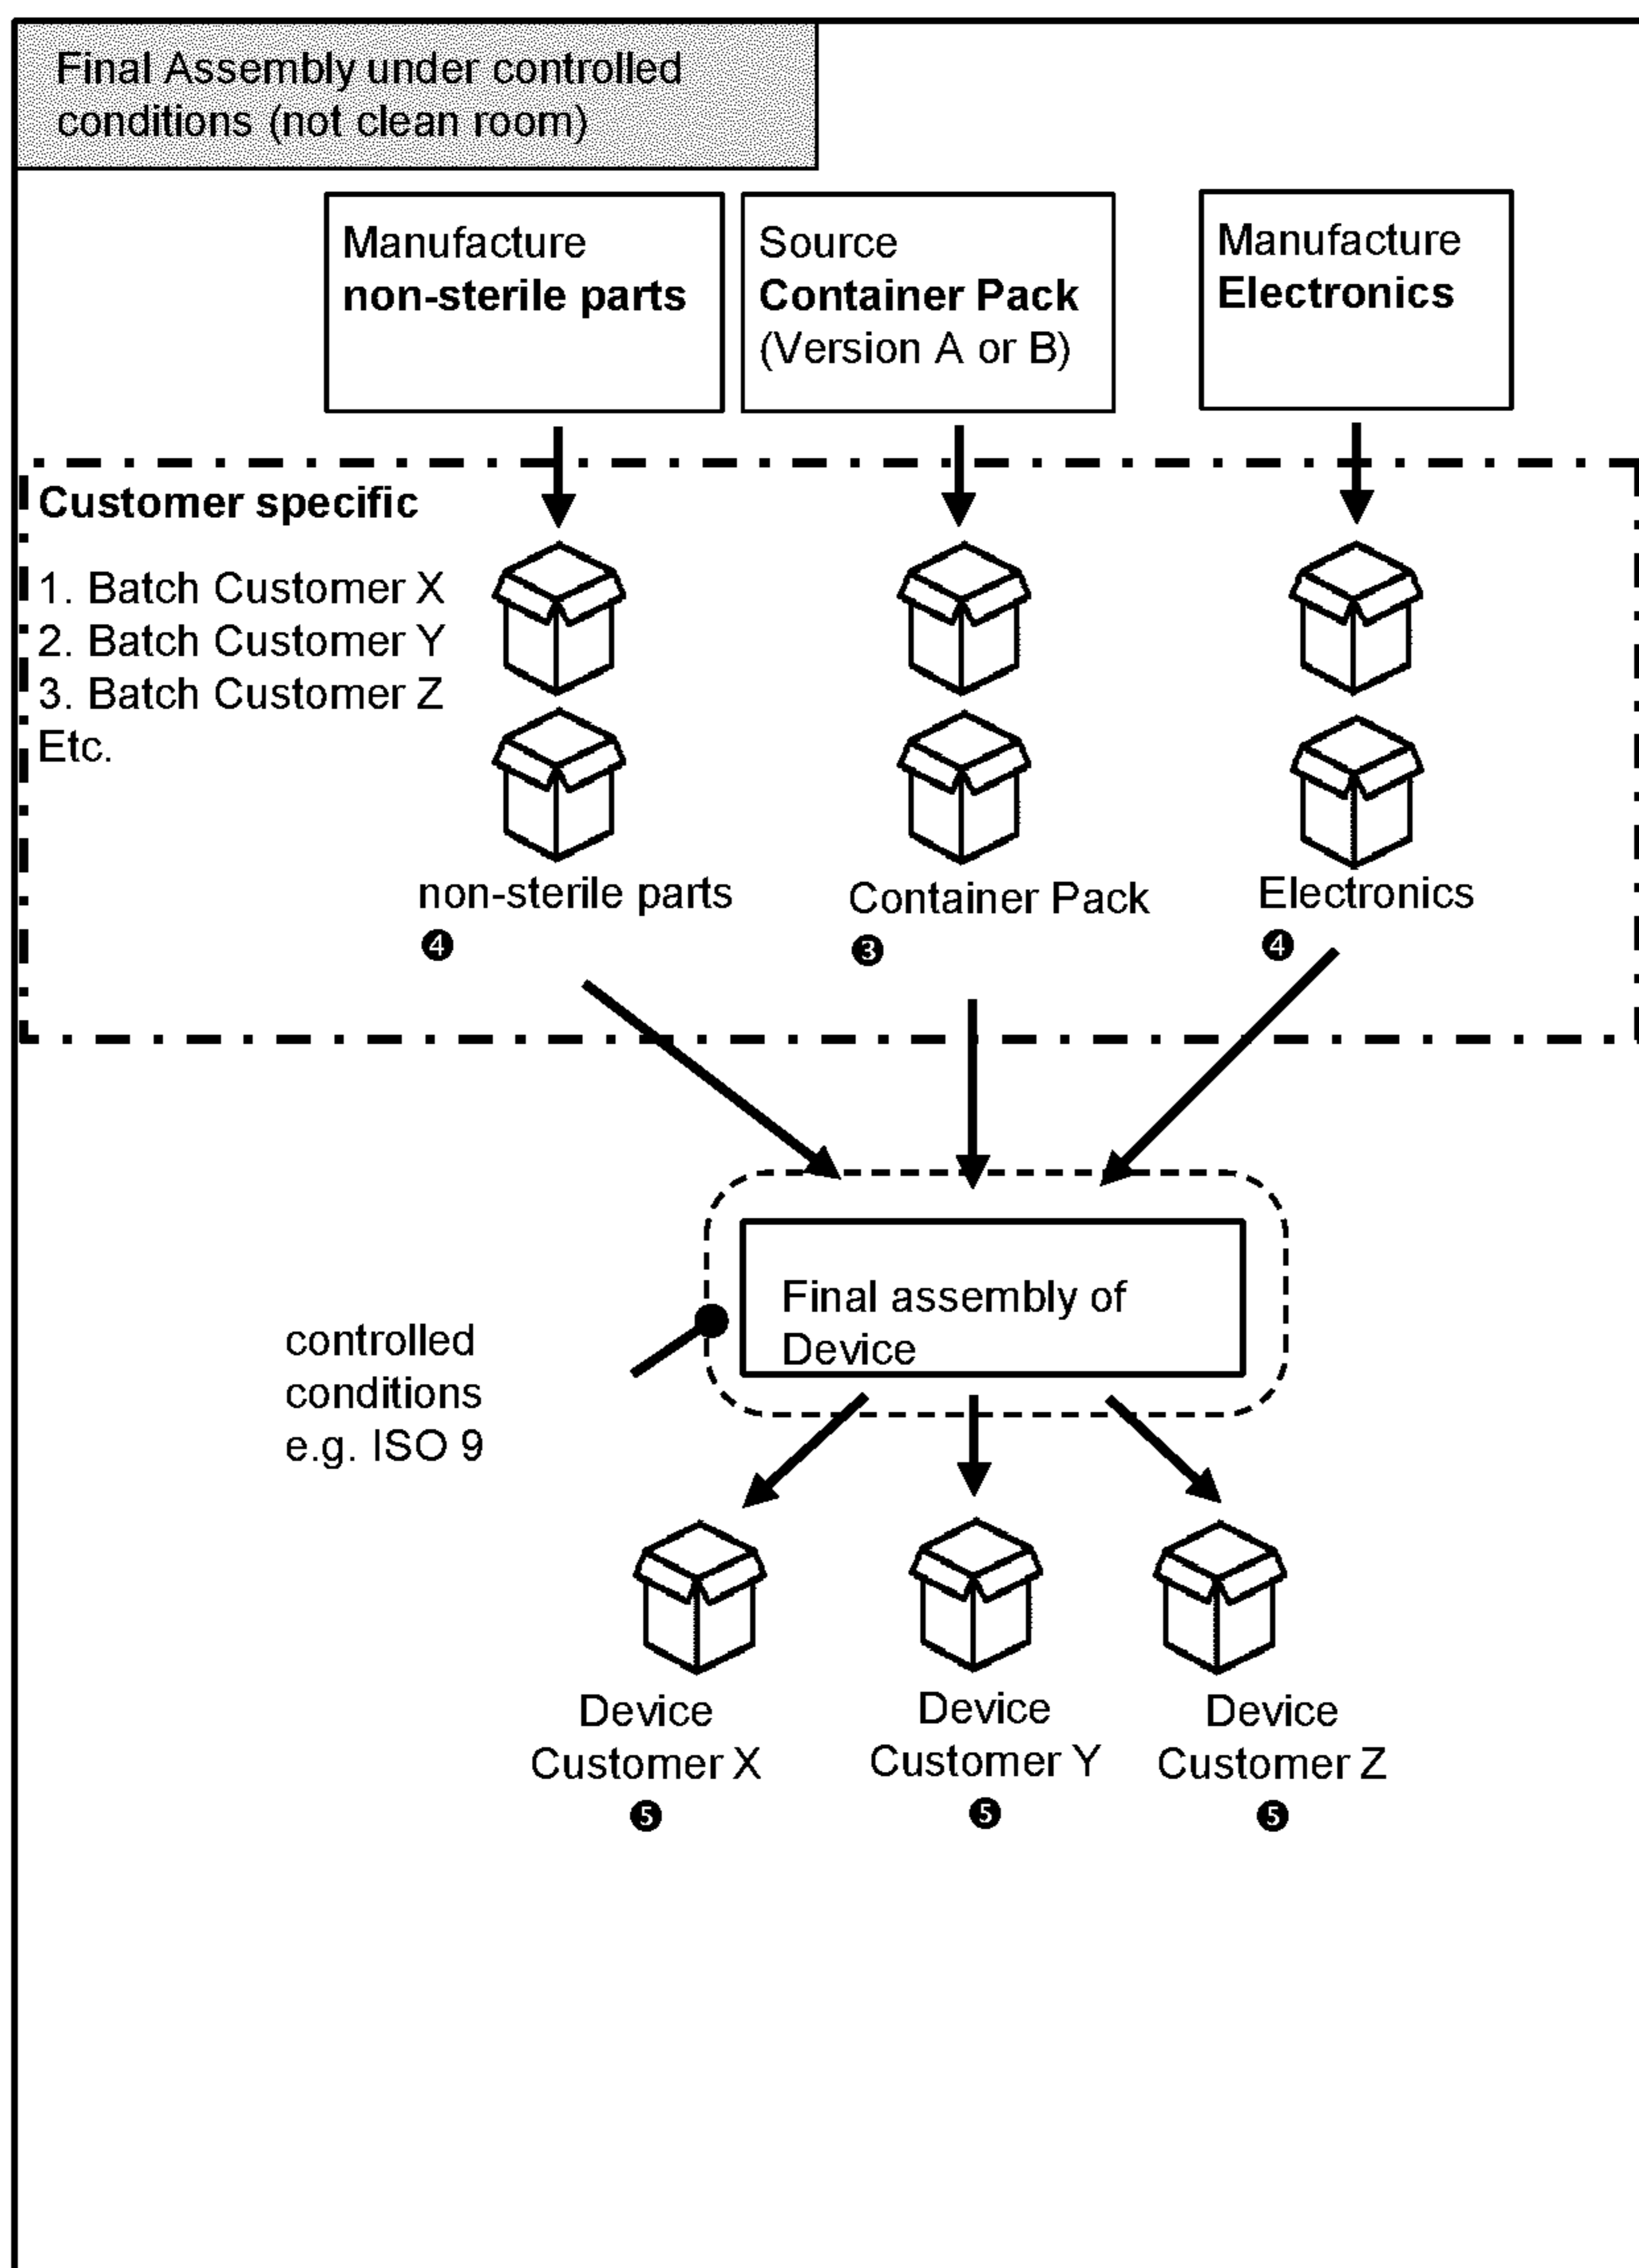 Final Assembly under controlled
conditions (not clean room)
Manufacture
non-sterile parts
Source
Container Pack
(Version A or B)
Manufacture
Electronics
Customer specific
1. Batch Customer X
2. Batch Customer Y
3. Batch Customer Z
Etc.
non-sterile parts
❹
Container Pack
❸
Electronics
❹
Final assembly of
Device
controlled
conditions
e.g. ISO 9
Device
Customer X
❺
Device
Customer Y
❺
Device
Customer Z
❺